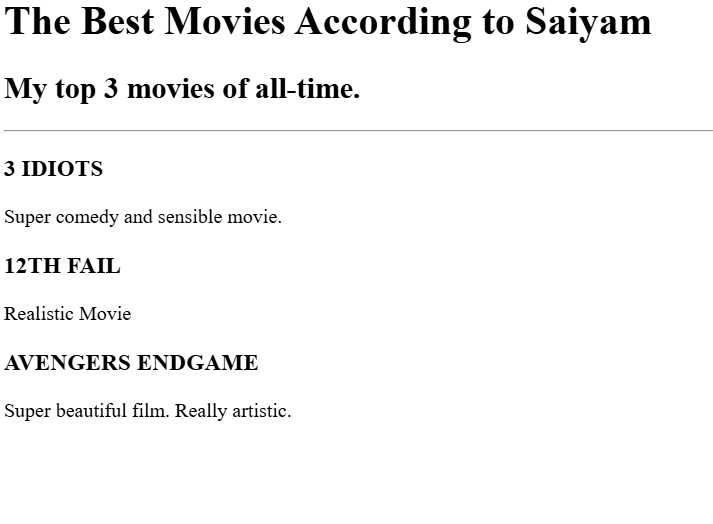 The Best Movies According to Saiyam
My top 3 movies of all-time.
3 IDIOTS
Super comedy and sensible movie.
12TH FAIL
Realistic Movie
AVENGERS ENDGAME
Super beautiful film. Really artistic.